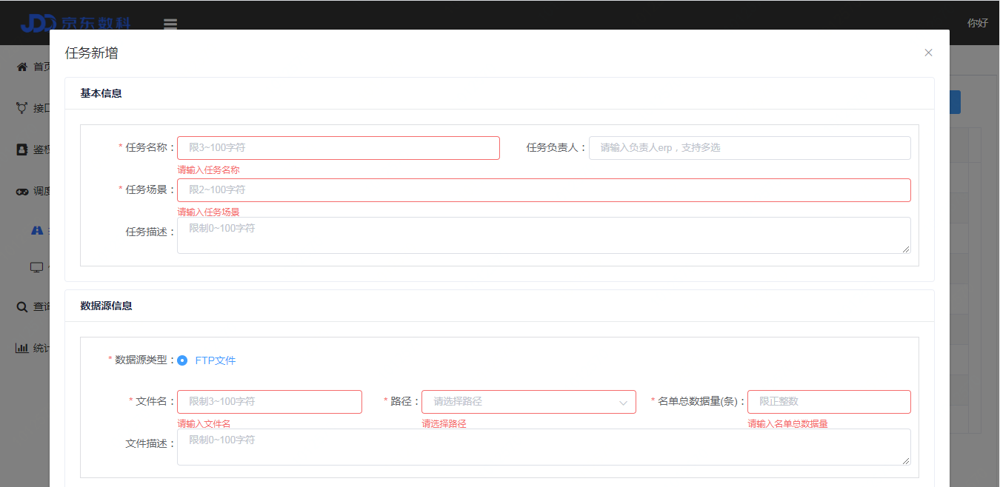 JDD 京东数科
你好
任务新增
首页
接口
鉴权
调度
查询
统计
基本信息
* 任务名称：
限3~100字符
任务负责人：
请输入负责人erp，支持多选
请输入任务名称
* 任务场景：
限2~100字符
请输入任务场景
任务描述：
限制0~100字符
数据源信息
* 数据源类型：
FTP文件
* 文件名：
限制3~100字符
* 路径：
请选择路径
* 名单总数据量(条)：
限正整数
请输入文件名
请选择路径
请输入名单总数据量
文件描述：
限制0~100字符